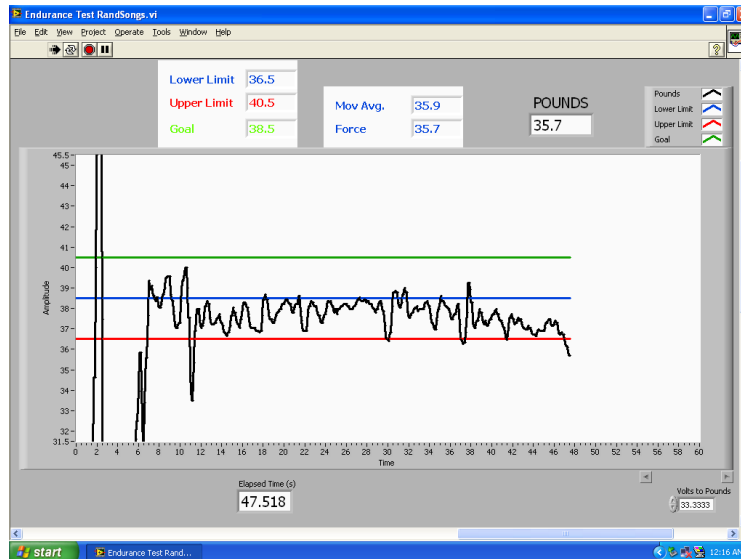 Endurance Test RandSongs.vi
File Edit View Project Operate Tools Window Help
?
Lower Limit 36.5
Upper Limit 40.5
Goal 38.5
Mov Avg. 35.9
Force 35.7
POUNDS
35.7
Pounds
Lower Limit
Upper Limit
Goal
45.5
45
44
43
42
41
40
39
38
37
36
35
34
33
32
31.5
Amplitude
0 2 4 6 8 10 12 14 16 18 20 22 24 26 28 30 32 34 36 38 40 42 44 46 48 50 52 54 56 58 60
Time
Elapsed Time (s)
47.518
Volts to Pounds
33.3333
start
Endurance Test Rand...
12:16 AM